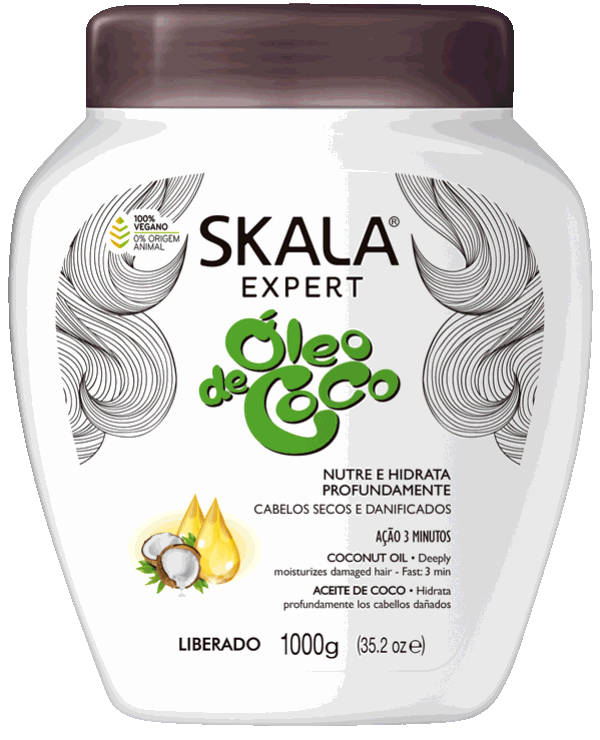 100%
VEGANO
0% ORIGEM
ANIMAL
SKALA®
EXPERT
Óleo
de Coco
NUTRE E HIDRATA
PROFUNDAMENTE
CABELOS SECOS E DANIFICADOS
AÇÃO 3 MINUTOS
COCONUT OIL • Deeply
moisturizes damaged hair - Fast: 3 min
ACEITE DE COCO • Hidrata
profundamente los cabellos dañados
LIBERADO 1000g (35.2 oz ℮)